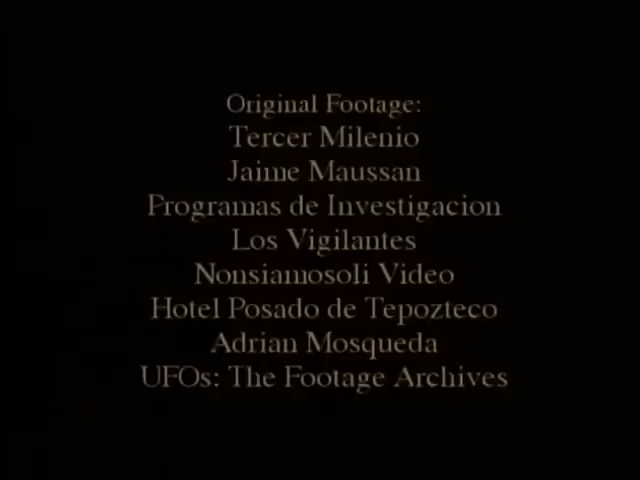 Original Footage:
Tercer Milenio
Jaime Maussan
Programas de Investigacion
Los Vigilantes
Nonsiamosoli Video
Hotel Posado de Tepozteco
Adrian Mosqueda
UFOs: The Footage Archives